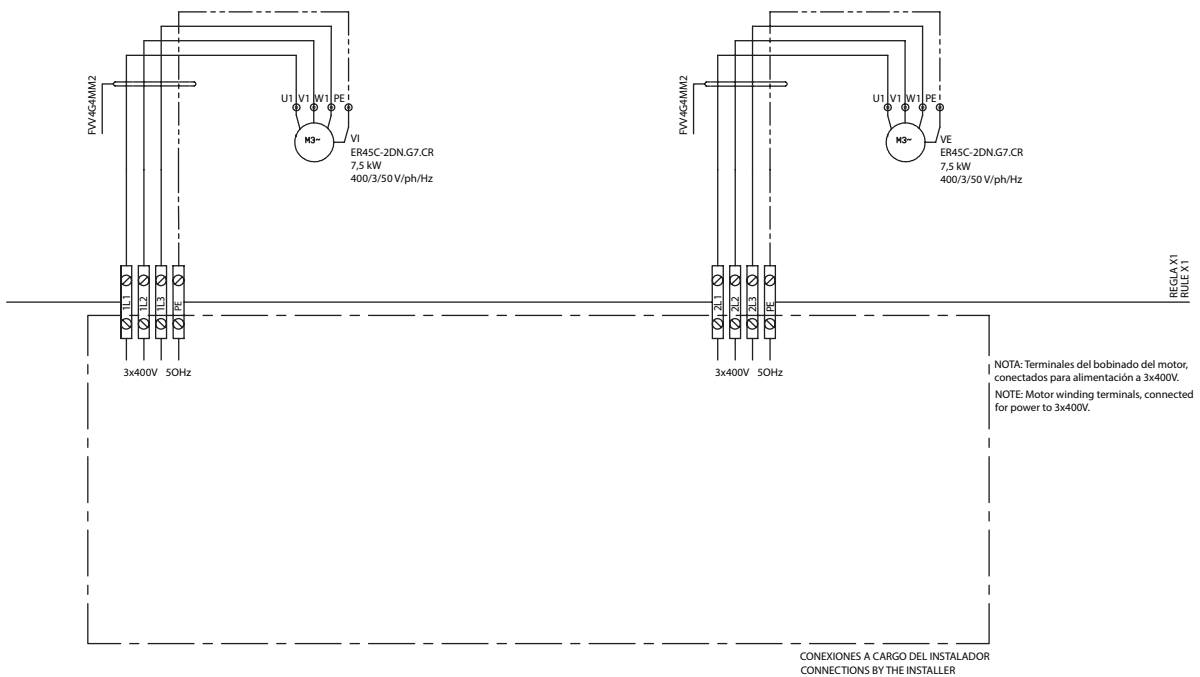 FVV4G4MM2
U1 V1 W1 PE
M3~
VI
ER45C-2DN.G7.CR
7,5 kW
400/3/50 V/ph/Hz
FVV4G4MM2
U1 V1 W1 PE
M3~
VE
ER45C-2DN.G7.CR
7,5 kW
400/3/50 V/ph/Hz
1L1
1L2
1L3
PE
2L1
2L2
2L3
PE
REGLA X1
RULE X1
3x400V 50Hz
3x400V 50Hz
NOTA: Terminales del bobinado del motor,
conectados para alimentación a 3x400V.
NOTE: Motor winding terminals, connected
for power to 3x400V.
CONEXIONES A CARGO DEL INSTALADOR
CONNECTIONS BY THE INSTALLER